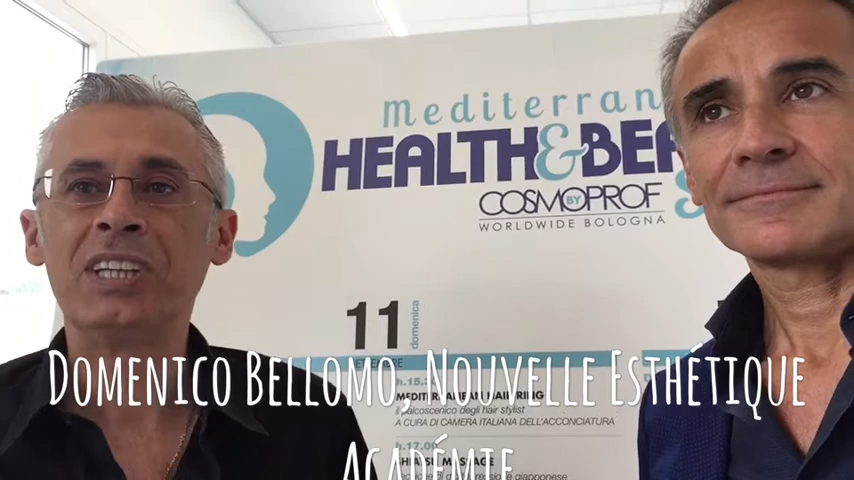 Mediterran
HEALTH & BEA
COSMOPROF
BY
WORLDWIDE BOLOGNA
11
domenica
DOMENICO BELLOMO, NOUVELLE ESTHÉTIQUE
ACADÉMIE
il palcoscenico degli hair stylist
A CURA DI CAMERA ITALIANA DELL'ACCONCIATURA
h.17.00
giapponese